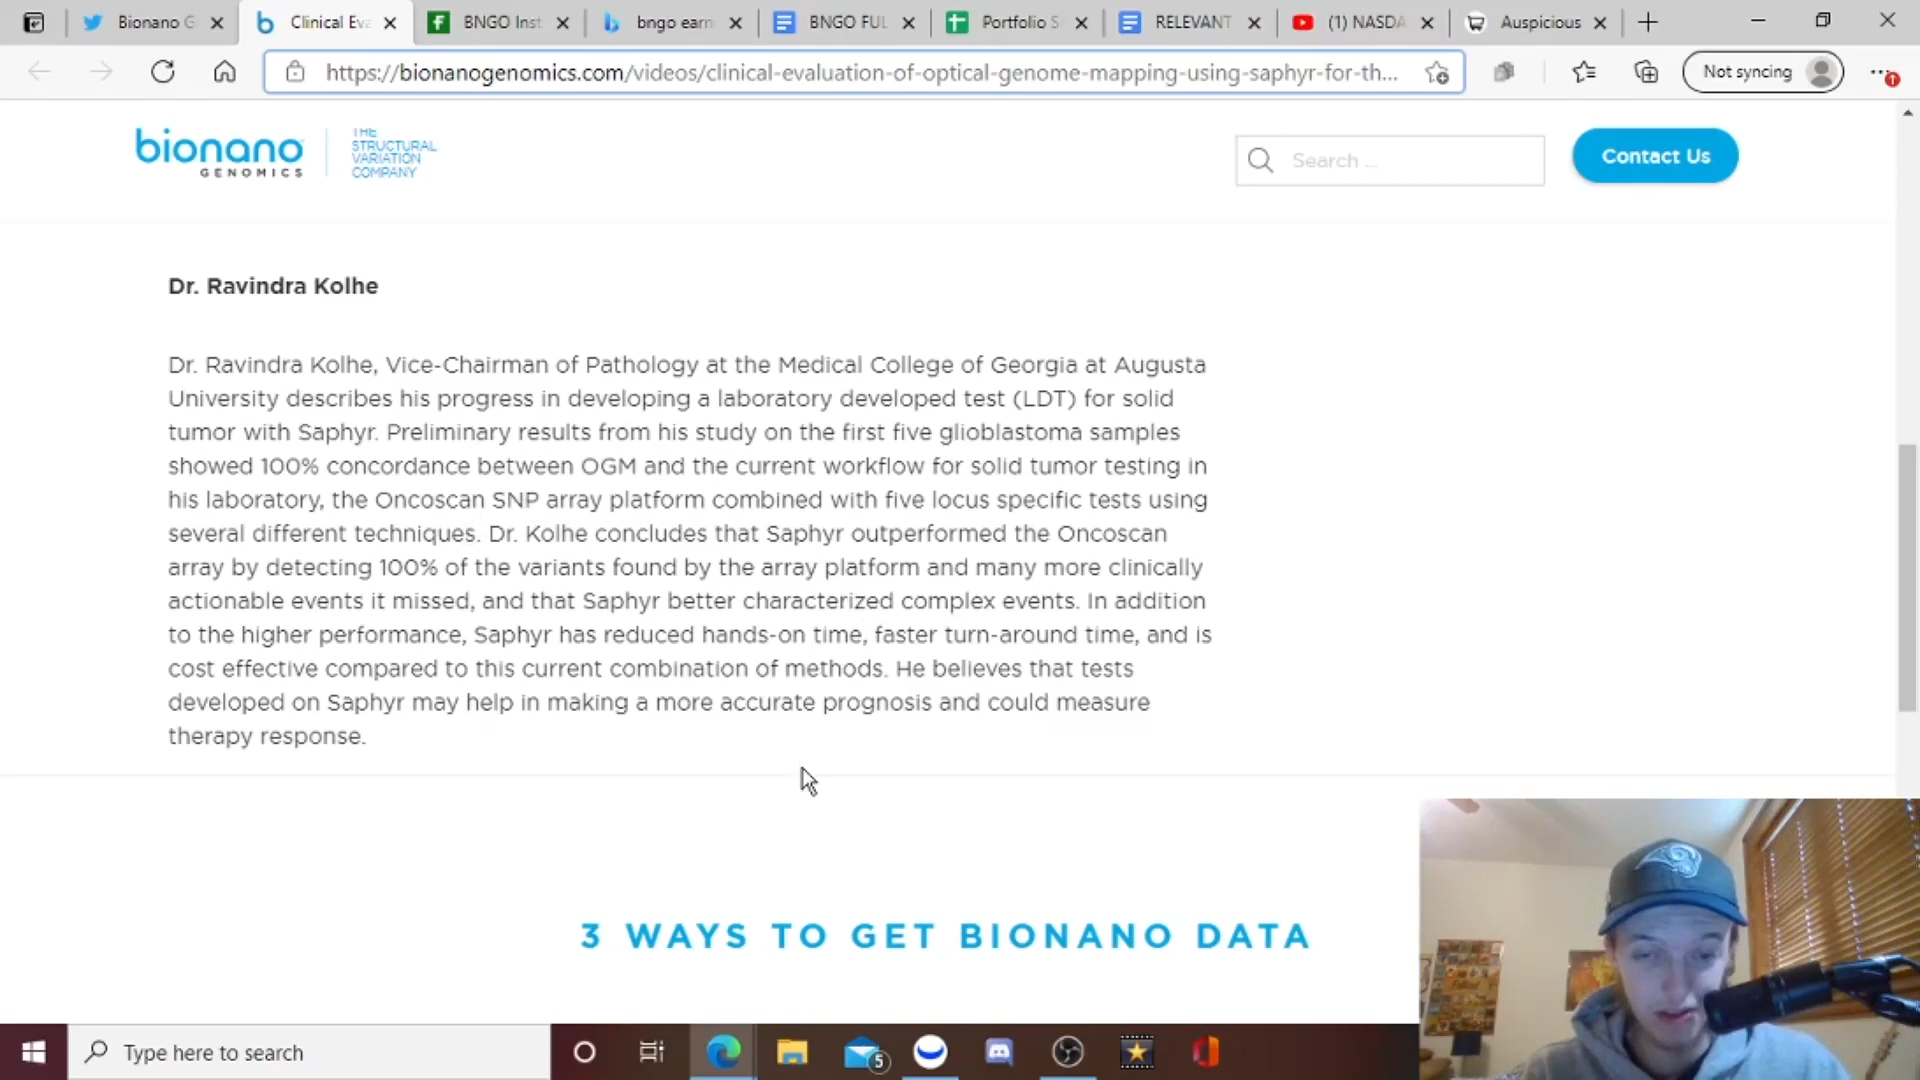 Bionano G
Clinical Eva
BNGO Inst
bngo earn
BNGO FUL
Portfolio S
RELEVANT
(1) NASDA
Auspicious
https://bionanogenomics.com/videos/clinical-evaluation-of-optical-genome-mapping-using-saphyr-for-th...
Not syncing
bionano
GENOMICS
THE
STRUCTURAL
VARIATION
COMPANY
Search ...
Contact Us
Dr. Ravindra Kolhe
Dr. Ravindra Kolhe, Vice-Chairman of Pathology at the Medical College of Georgia at Augusta
University describes his progress in developing a laboratory developed test (LDT) for solid
tumor with Saphyr. Preliminary results from his study on the first five glioblastoma samples
showed 100% concordance between OGM and the current workflow for solid tumor testing in
his laboratory, the Oncoscan SNP array platform combined with five locus specific tests using
several different techniques. Dr. Kolhe concludes that Saphyr outperformed the Oncoscan
array by detecting 100% of the variants found by the array platform and many more clinically
actionable events it missed, and that Saphyr better characterized complex events. In addition
to the higher performance, Saphyr has reduced hands-on time, faster turn-around time, and is
cost effective compared to this current combination of methods. He believes that tests
developed on Saphyr may help in making a more accurate prognosis and could measure
therapy response.
3 WAYS TO GET BIONANO DATA
Type here to search
5